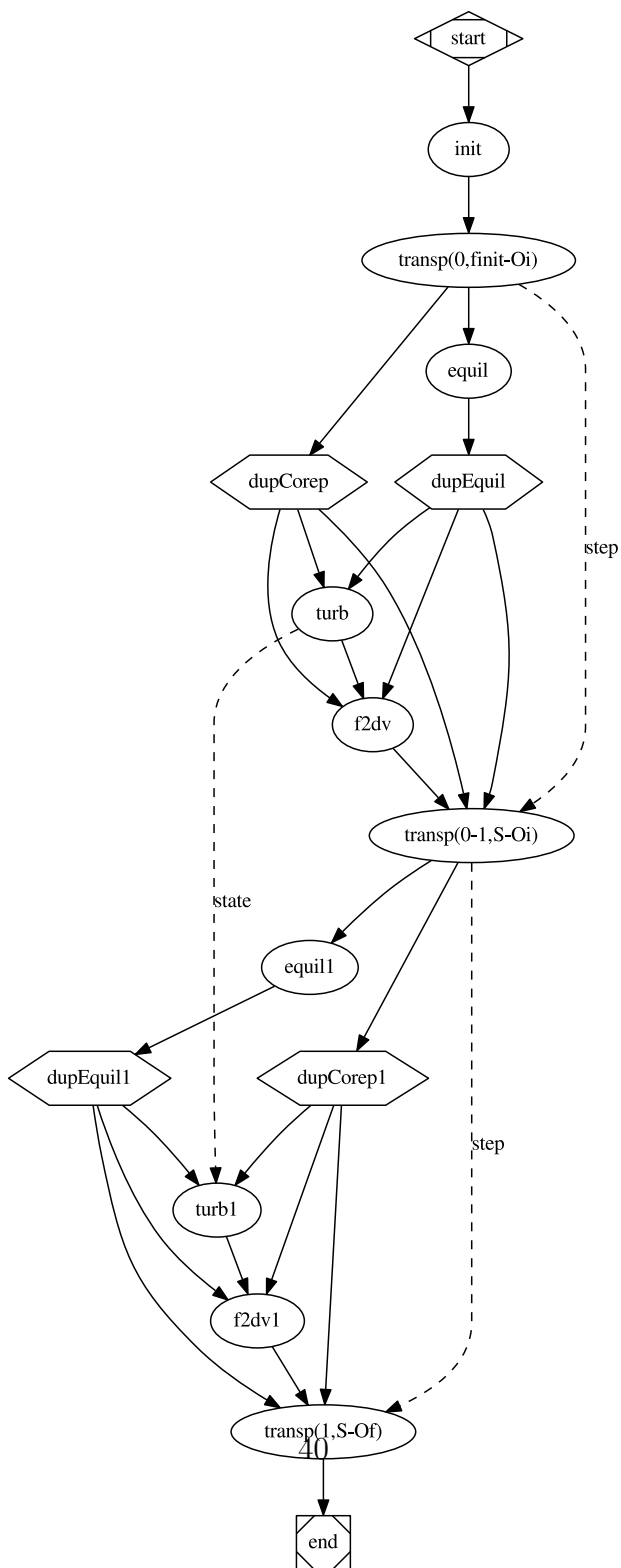 start
init
transp(0,finit-Oi)
equil
dupCorep
dupEquil
step
turb
f2dv
transp(0-1,S-Oi)
state
equil1
dupEquil1
dupCorep1
step
turb1
f2dv1
transp(1,S-Of)
40
end